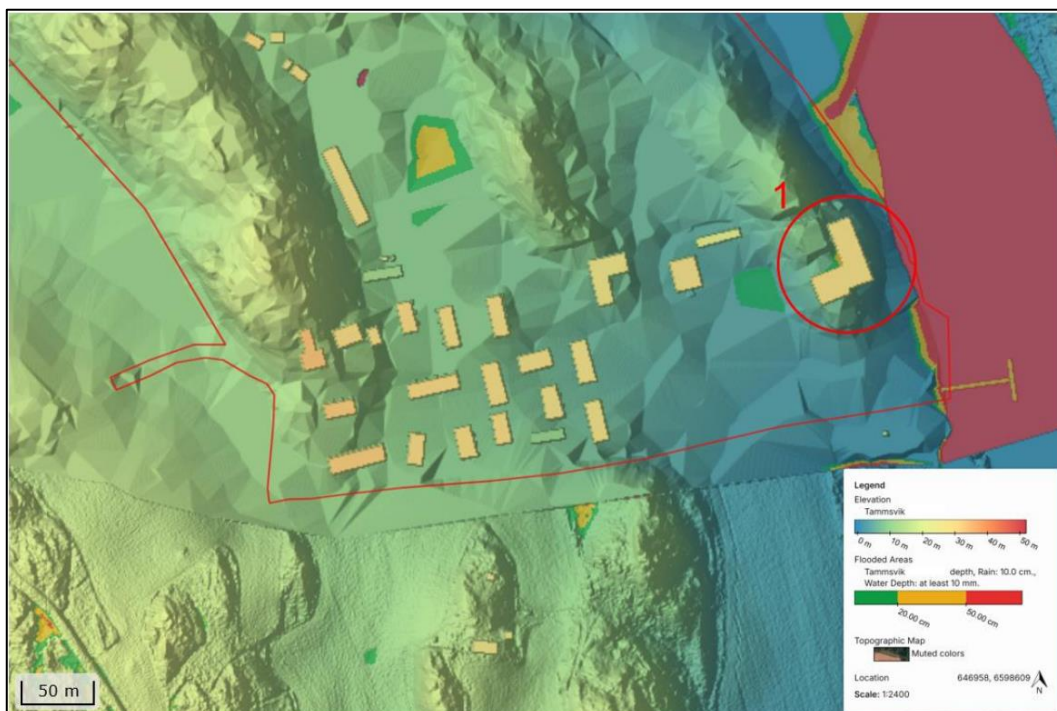 1
Legend
Elevation
Tammsvik
0 m 10 m 20 m 30 m 40 m 50 m
Flooded Areas
Tammsvik depth, Rain: 10.0 cm.,
Water Depth: at least 10 mm.
20.00 cm 50.00 cm
Topographic Map
Muted colors
Location 646958, 6598609
Scale: 1:2400
50 m